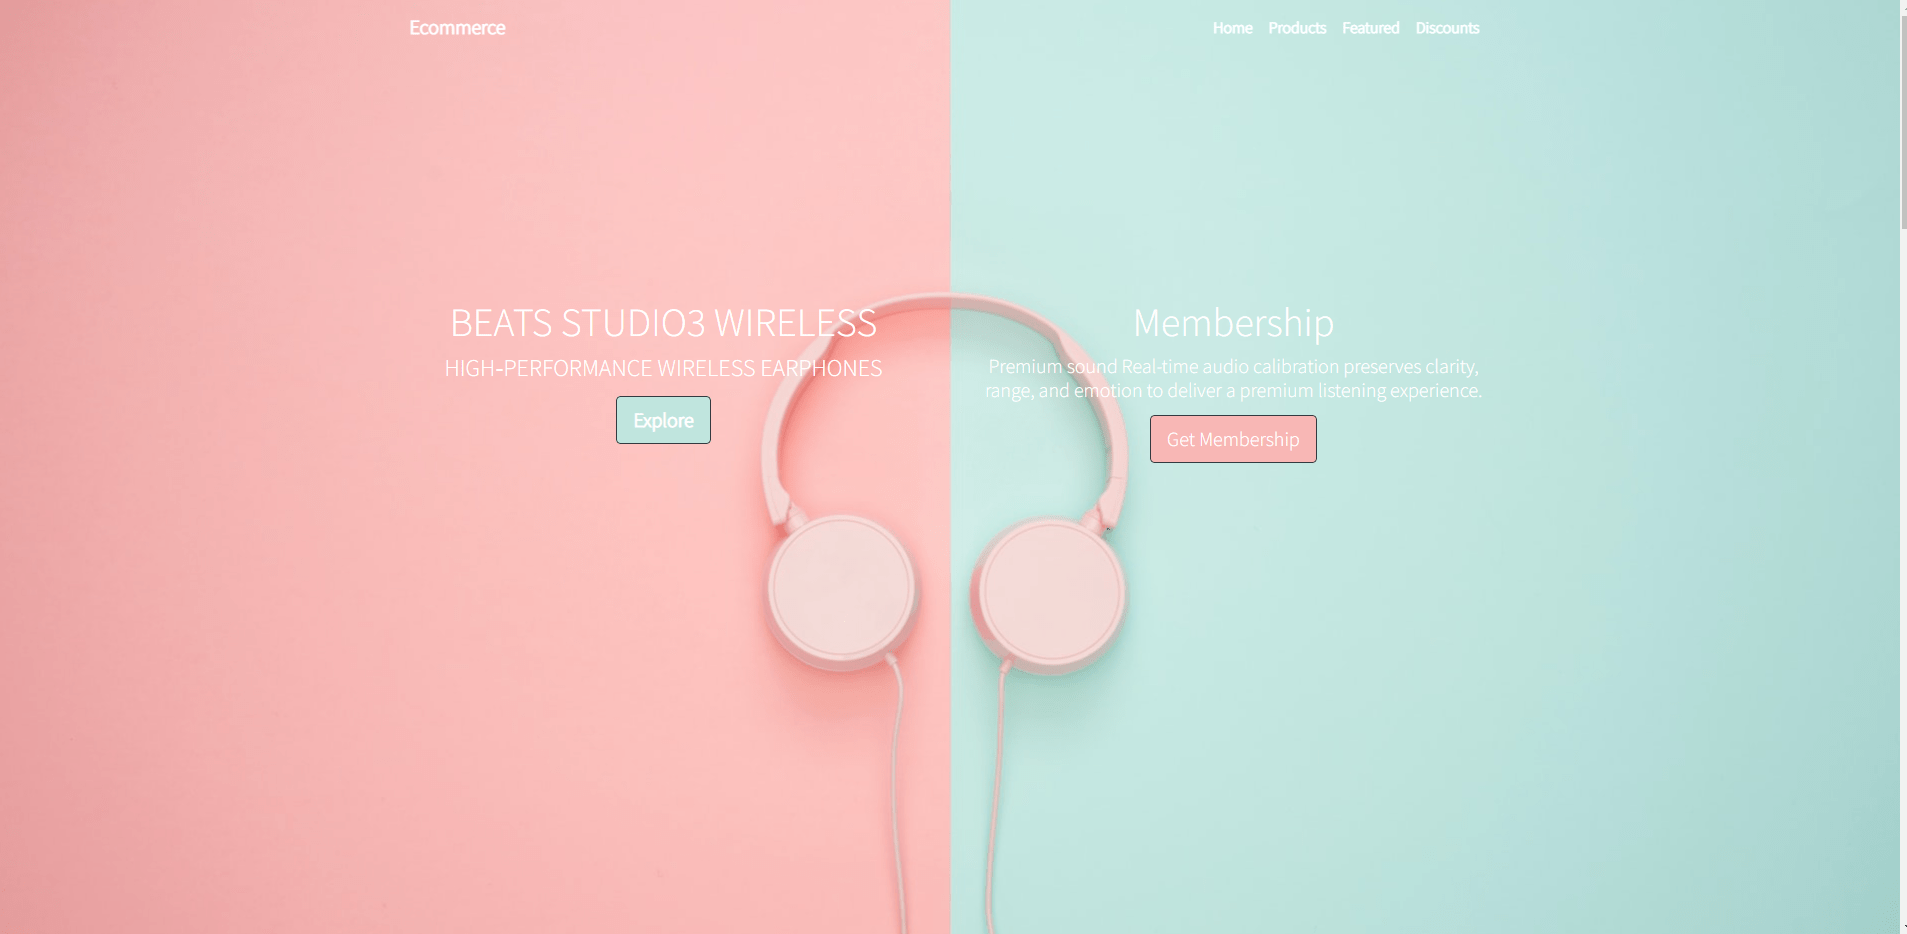 Ecommerce
Home Products Featured Discounts
BEATS STUDIO3 WIRELESS
HIGH-PERFORMANCE WIRELESS EARPHONES
Explore
Membership
Premium sound Real-time audio calibration preserves clarity,
range, and emotion to deliver a premium listening experience.
Get Membership